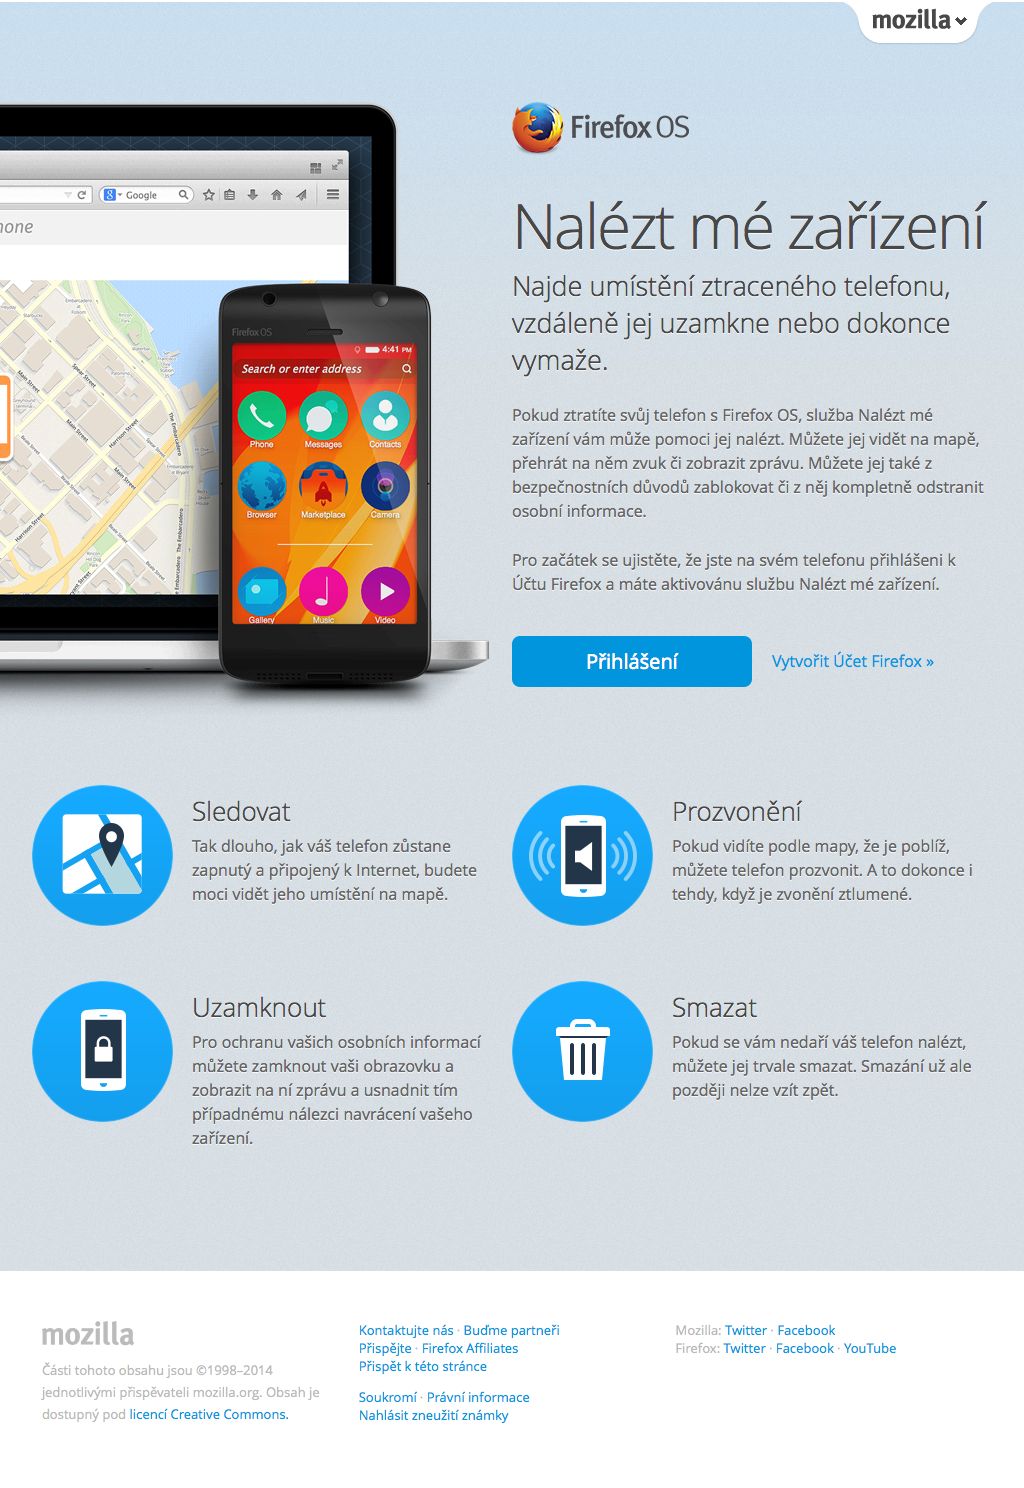 mozilla
Firefox OS
Nalézt mé zařízení
Najde umístění ztraceného telefonu,
vzdáleně jej uzamkne nebo dokonce
vymaže.
Pokud ztratíte svůj telefon s Firefox OS, služba Nalézt mé
zařízení vám může pomoci jej nalézt. Můžete jej vidět na mapě,
přehrát na něm zvuk či zobrazit zprávu. Můžete jej také z
bezpečnostních důvodů zablokovat či z něj kompletně odstranit
osobní informace.
Pro začátek se ujistěte, že jste na svém telefonu přihlášeni k
Účtu Firefox a máte aktivovánu službu Nalézt mé zařízení.
Přihlášení
Vytvořit Účet Firefox »
Google
hone
Firefox OS
4:41 PM
Search or enter address
Phone Messages Contacts
Browser Marketplace Camera
Gallery Music Video
Sledovat
Tak dlouho, jak váš telefon zůstane
zapnutý a připojený k Internet, budete
moci vidět jeho umístění na mapě.
Prozvonění
Pokud vidíte podle mapy, že je poblíž,
můžete telefon prozvonit. A to dokonce i
tehdy, když je zvonění ztlumené.
Uzamknout
Pro ochranu vašich osobních informací
můžete zamknout vaši obrazovku a
zobrazit na ní zprávu a usnadnit tím
případnému nálezci navrácení vašeho
zařízení.
Smazat
Pokud se vám nedaří váš telefon nalézt,
můžete jej trvale smazat. Smazání už ale
později nelze vzít zpět.
mozilla
Části tohoto obsahu jsou ©1998–2014
jednotlivými přispěvateli mozilla.org. Obsah je
dostupný pod licencí Creative Commons.
Kontaktujte nás · Buďme partneři
Přispějte · Firefox Affiliates
Přispět k této stránce
Soukromí · Právní informace
Nahlásit zneužití známky
Mozilla: Twitter · Facebook
Firefox: Twitter · Facebook · YouTube